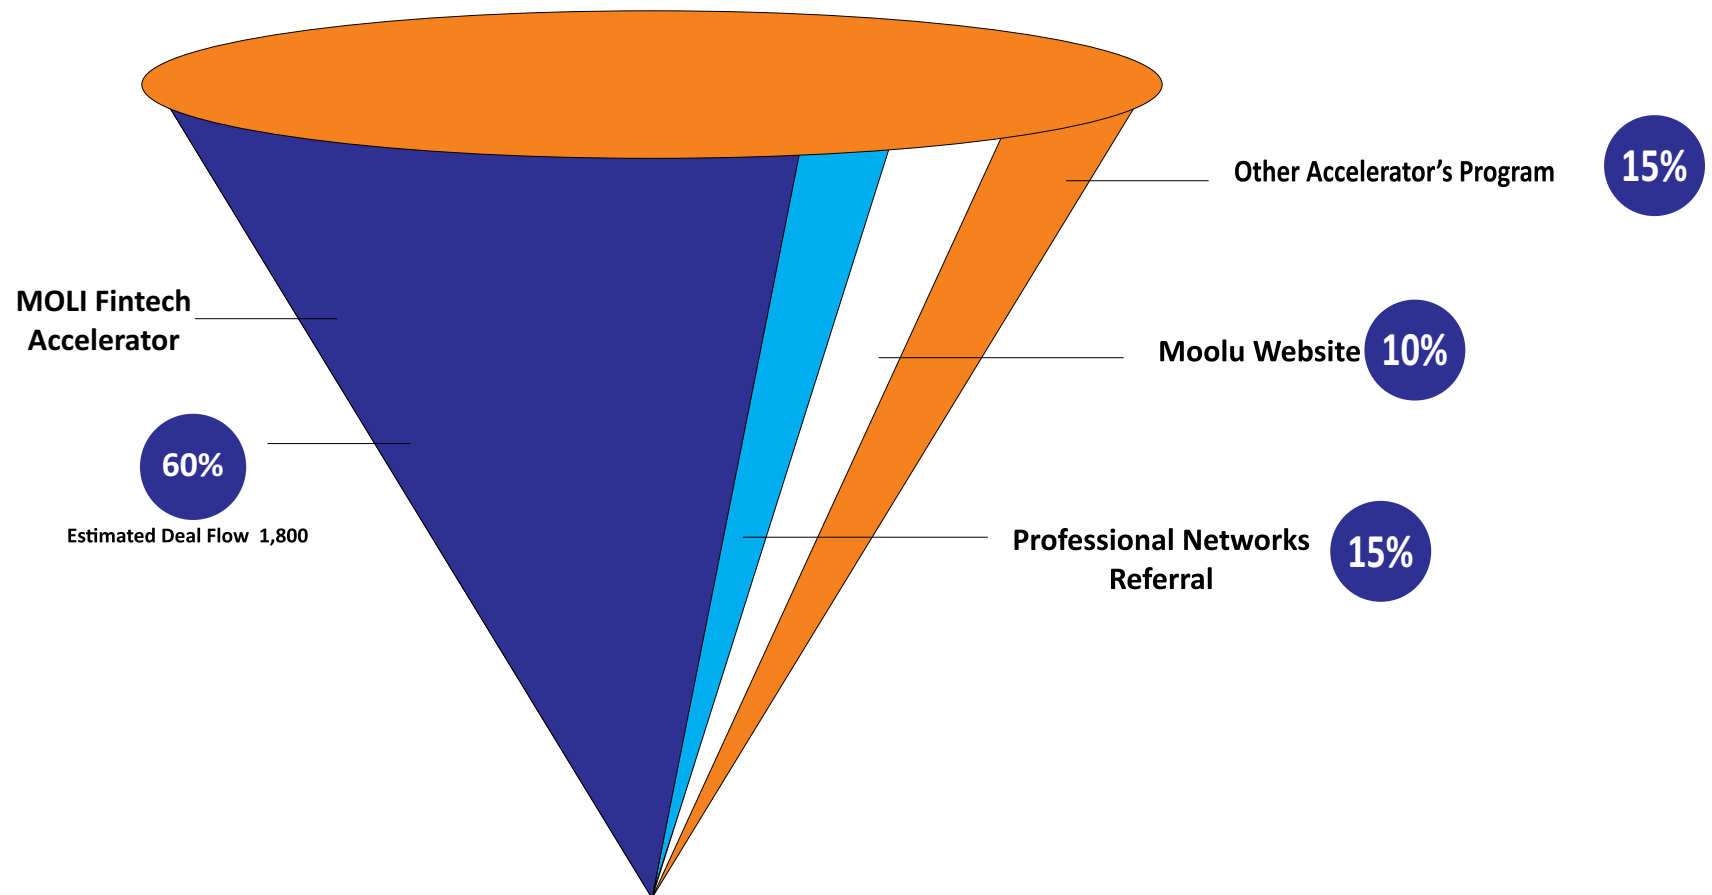 Other Accelerator’s Program
15%
MOLI Fintech
Accelerator
Moolu Website
10%
60%
Estimated Deal Flow  1,800
Professional Networks
Referral
15%